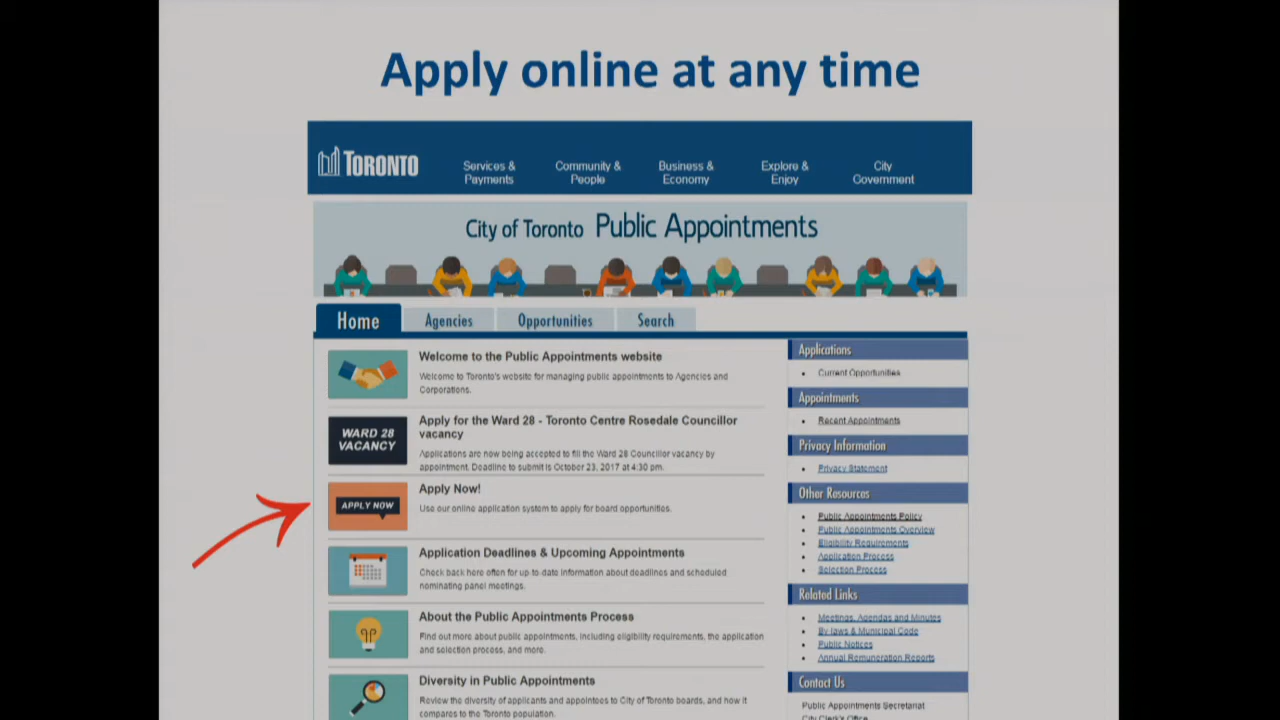 Apply online at any time
TORONTO
Services &
Payments
Community &
People
Business &
Economy
Explore &
Enjoy
City
Government
City of Toronto Public Appointments
Home
Agencies
Opportunities
Search
Welcome to the Public Appointments website
Welcome to Toronto's website for managing public appointments to Agencies and
Corporations.
WARD 28
VACANCY
Apply for the Ward 28 - Toronto Centre Rosedale Councillor
vacancy
Applications are now being accepted to fill the Ward 28 Councillor vacancy by
appointment. Deadline to submit is October 23, 2017 at 4:30 pm.
APPLY NOW
Apply Now!
Use our online application system to apply for board opportunities.
Application Deadlines & Upcoming Appointments
Check back here often for up-to-date information about deadlines and scheduled
nominating panel meetings.
About the Public Appointments Process
Find out more about public appointments, including eligibility requirements, the application
and selection process, and more.
Diversity in Public Appointments
Review the diversity of applicants and appointees to City of Toronto boards, and how it
compares to the Toronto population.
Applications
Current Opportunities
Appointments
Recent Appointments
Privacy Information
Privacy Statement
Other Resources
Public Appointments Policy
Public Appointments Overview
Eligibility Requirements
Application Process
Selection Process
Related Links
Meetings, Agendas and Minutes
By-laws & Municipal Code
Public Notices
Annual Remuneration Reports
Contact Us
Public Appointments Secretariat
City Clerk's Office